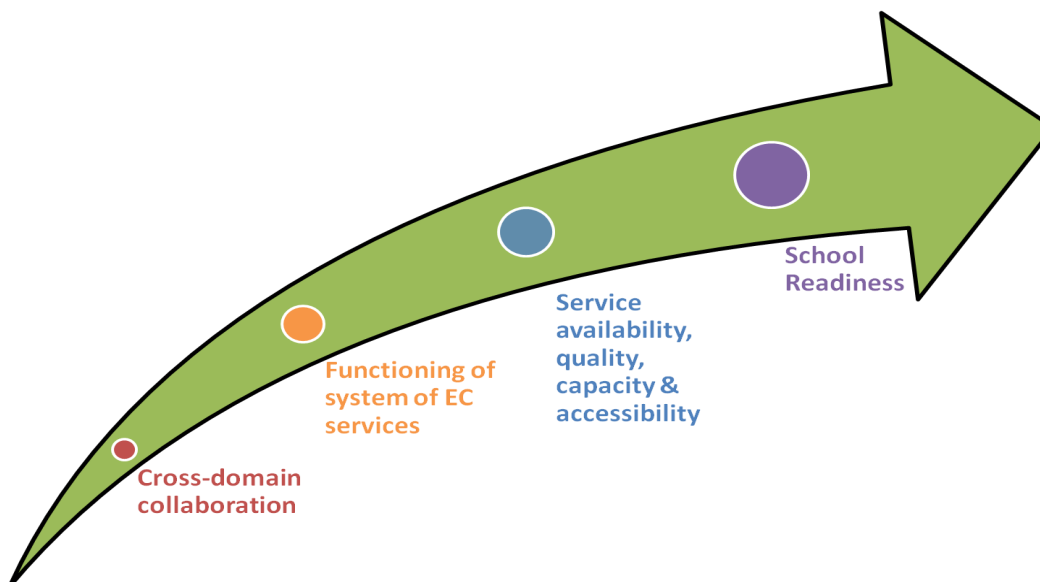 School
Readiness
Service
availability,
quality,
capacity &
accessibility
Functioning of
system of EC
services
Cross-domain
collaboration